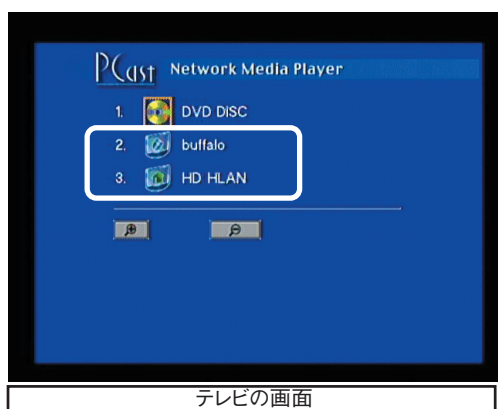 PCast Network Media Player
1. DVD DISC
2. buffalo
3. HD HLAN
テレビの画面